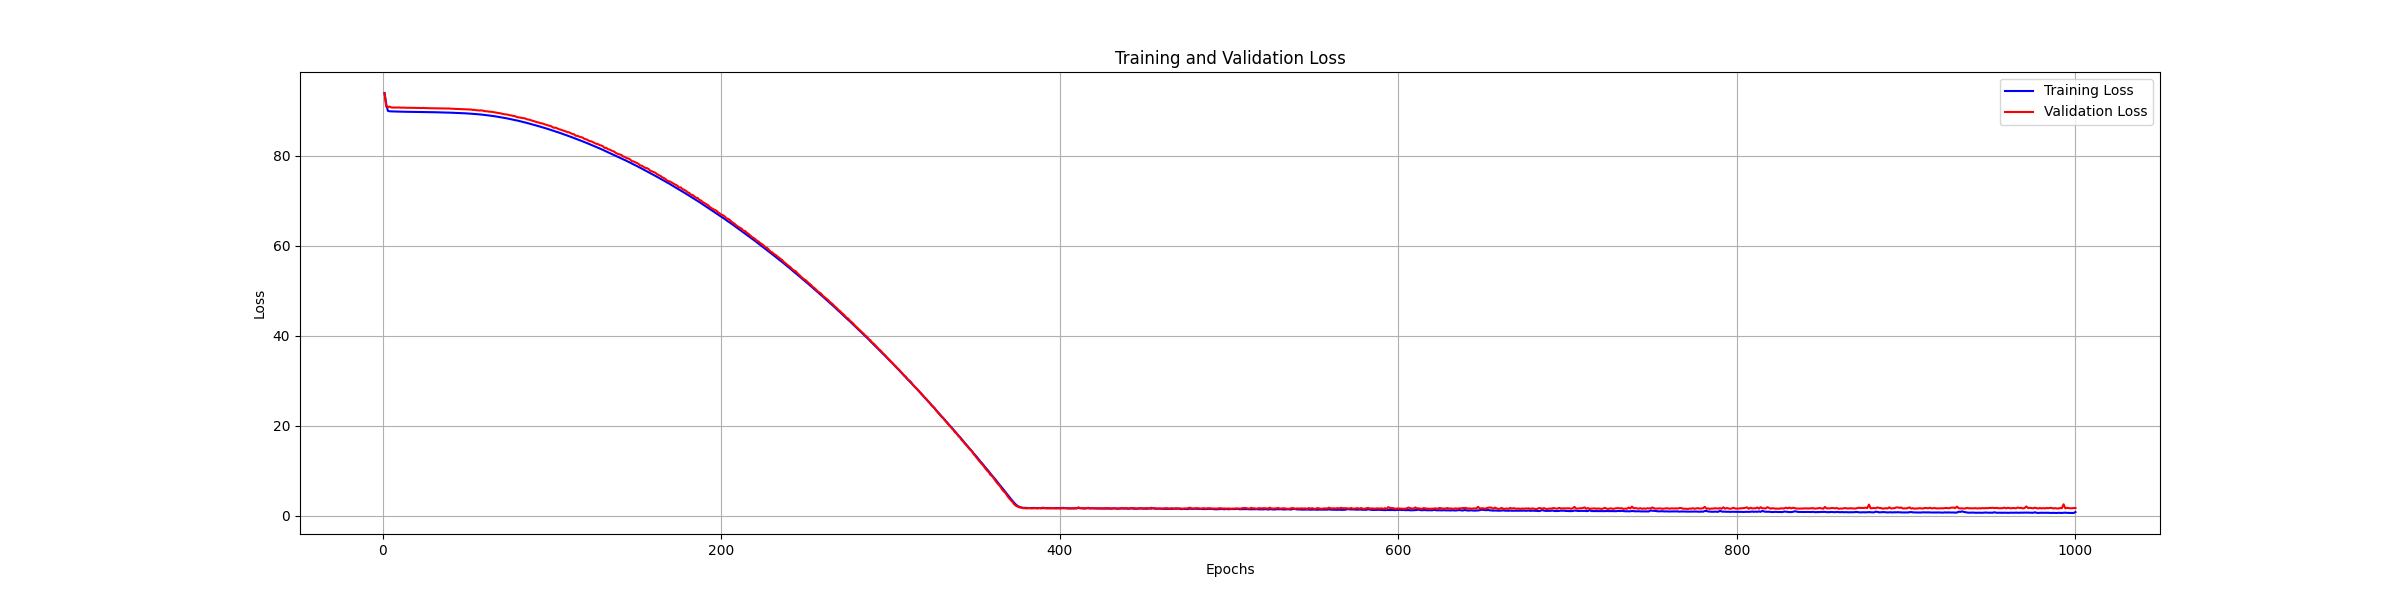 Training and Validation Loss
Training Loss
Validation Loss
80
60
40
20
0
Loss
0 200 400 600 800 1000
Epochs